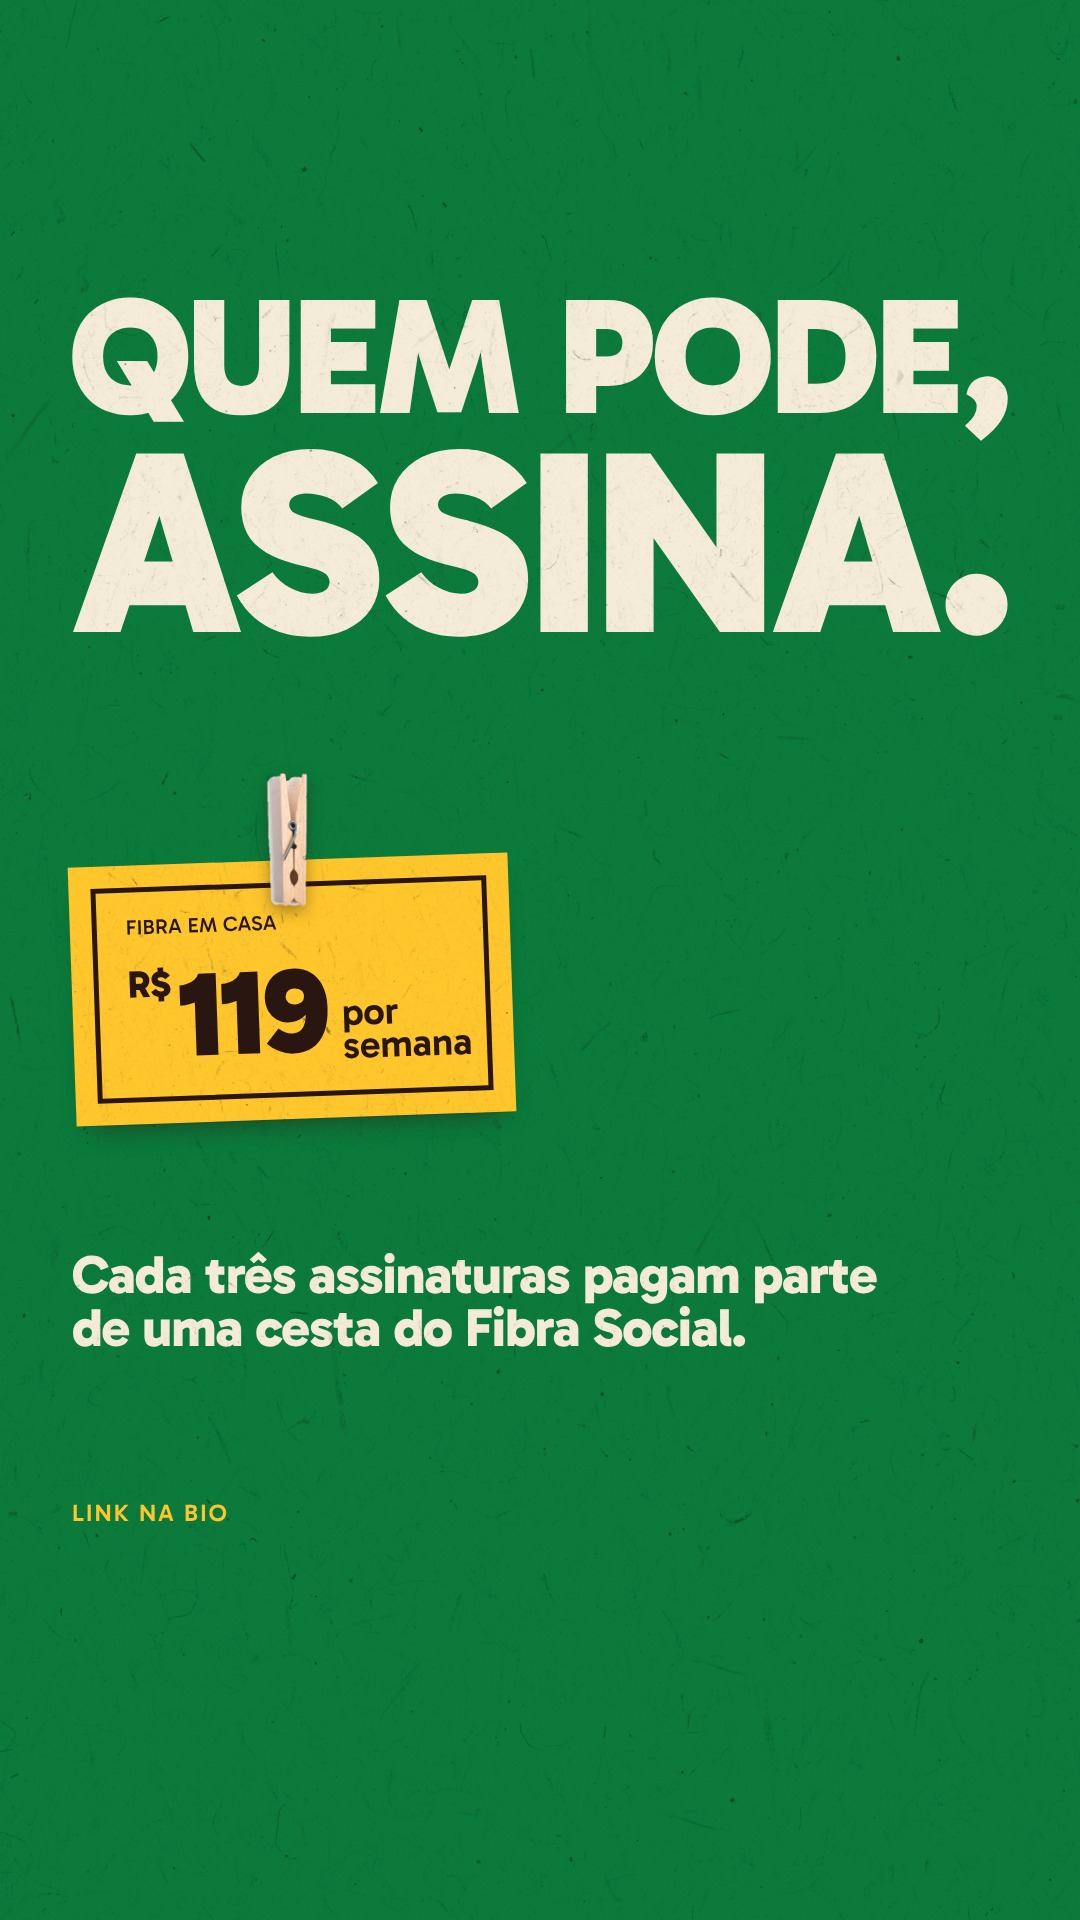 QUEM PODE,
ASSINA.
FIBRA EM CASA
R$ 119 por
semana
Cada três assinaturas pagam parte
de uma cesta do Fibra Social.
LINK NA BIO